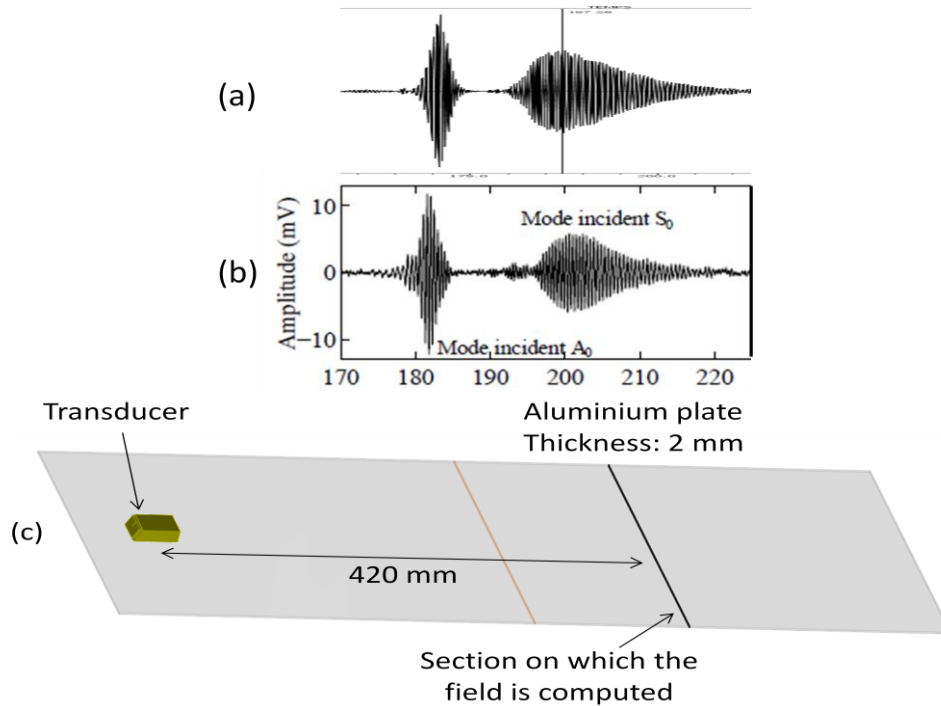 (a)
(b)
Amplitude (mV)
10
0
−10
Mode incident S₀
Mode incident A₀
170 180 190 200 210 220
Transducer
Aluminium plate
Thickness: 2 mm
(c)
420 mm
Section on which the
field is computed